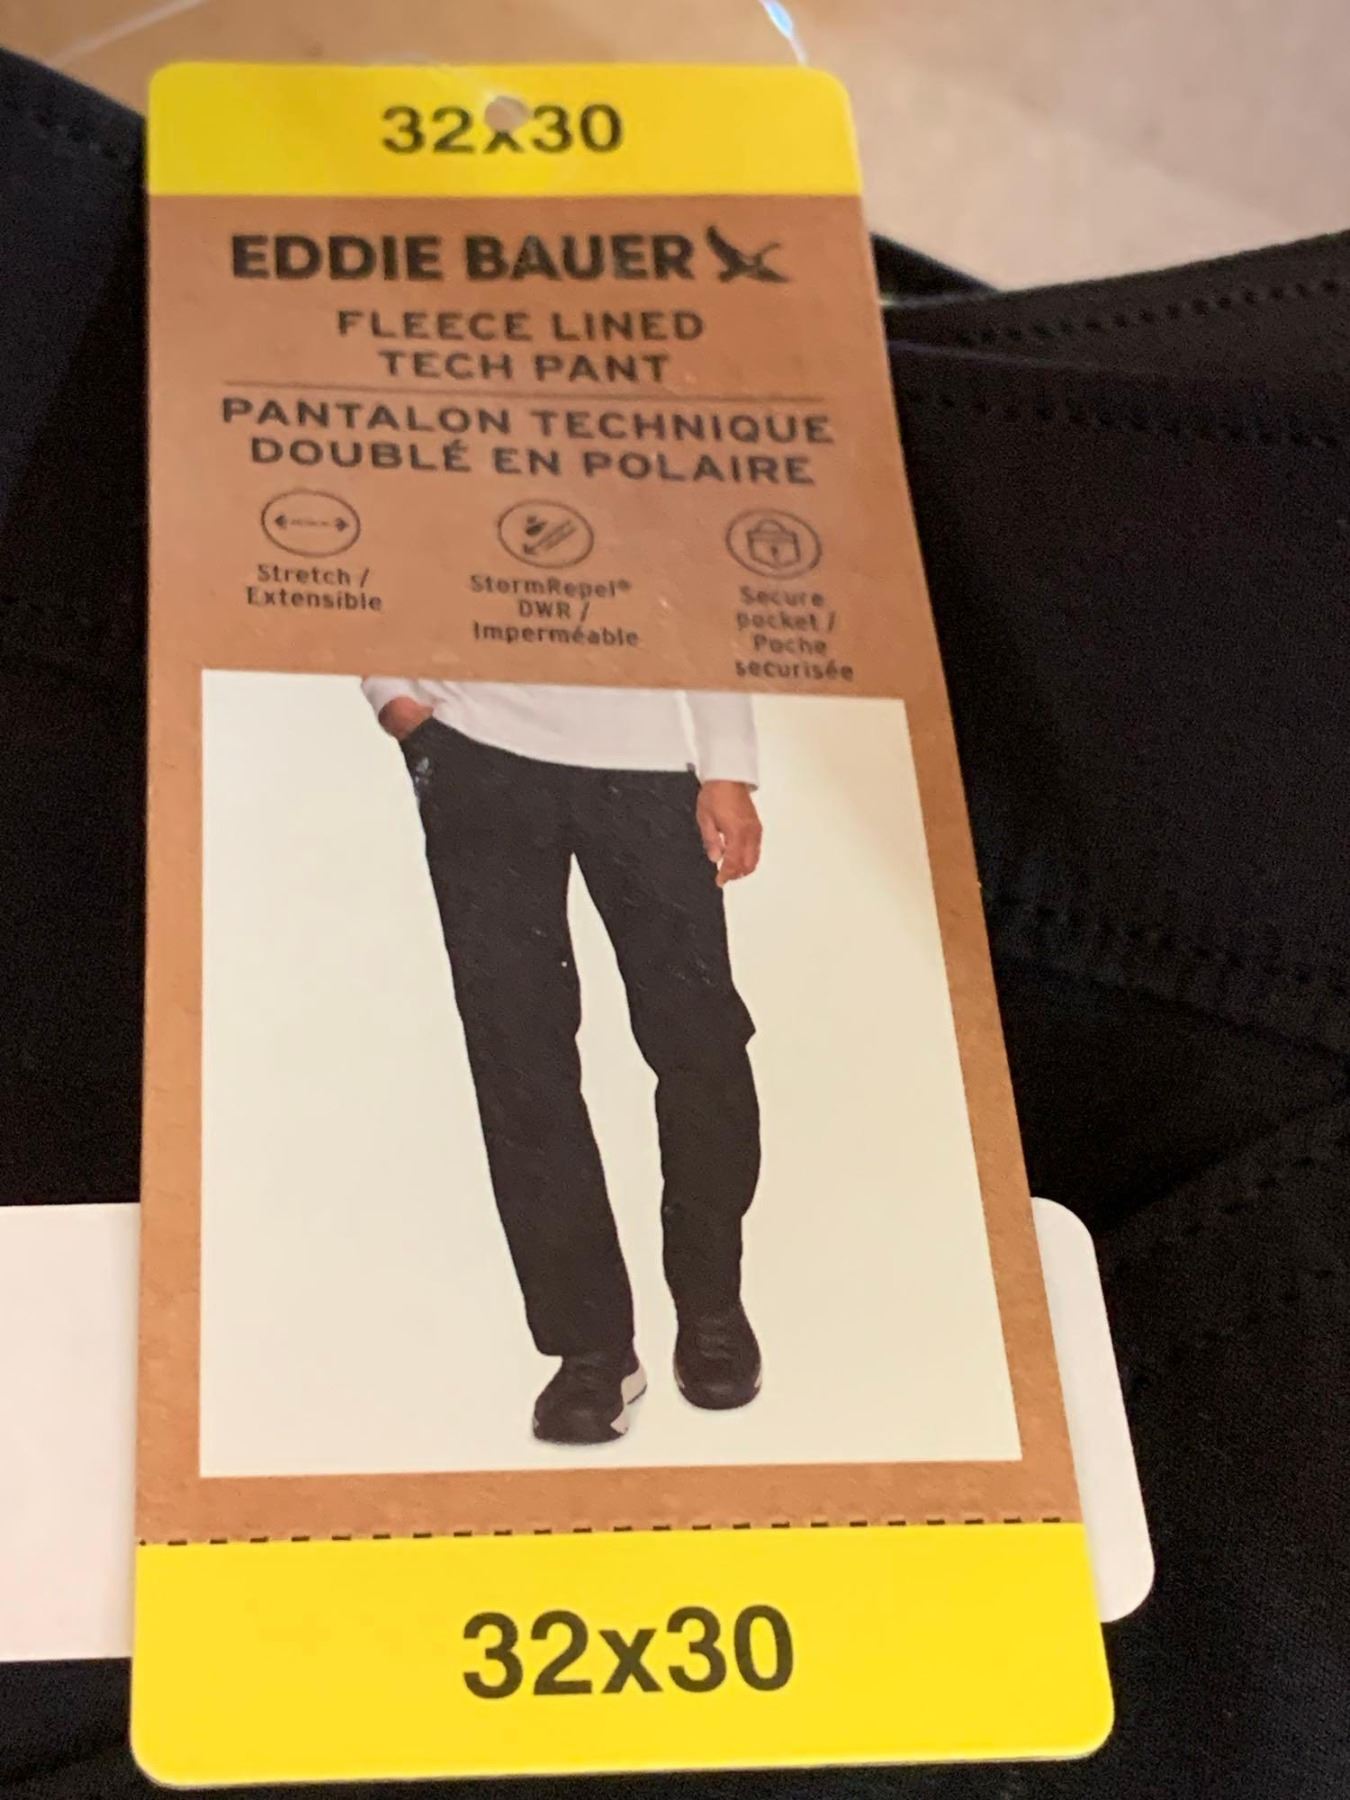 32x30
EDDIE BAUER
FLEECE LINED
TECH PANT
PANTALON TECHNIQUE
DOUBLÉ EN POLAIRE
Stretch /
Extensible
StormRepel®
DWR /
Imperméable
Secure
pocket /
Poche
securisée
32x30